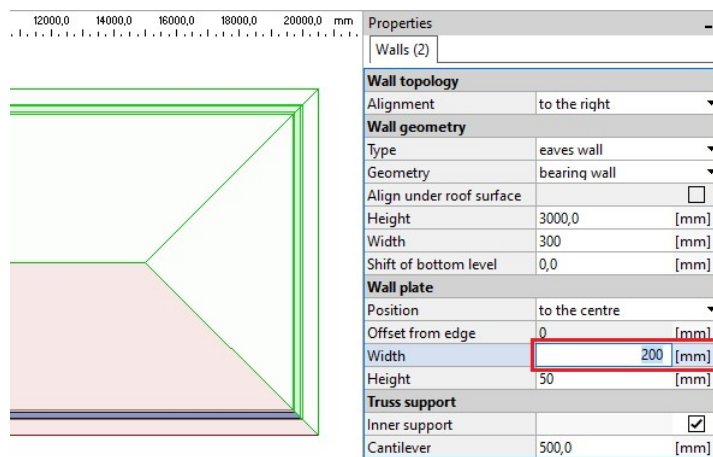 12000,0 14000,0 16000,0 18000,0 20000,0 mm
Properties
Walls (2)
Wall topology
Alignment to the right
Wall geometry
Type eaves wall
Geometry bearing wall
Align under roof surface
Height 3000,0 [mm]
Width 300 [mm]
Shift of bottom level 0,0 [mm]
Wall plate
Position to the centre
Offset from edge 0 [mm]
Width 200 [mm]
Height 50 [mm]
Truss support
Inner support
Cantilever 500,0 [mm]